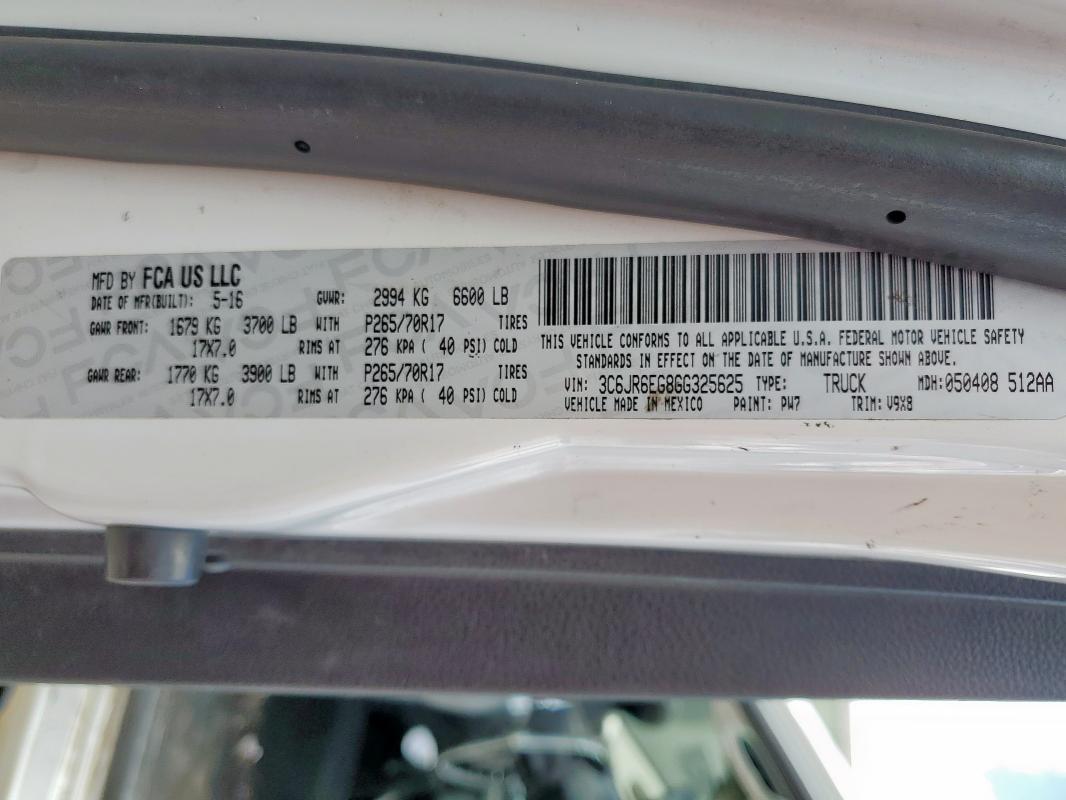 MFD BY FCA US LLC
DATE OF MFR(BUILT): 5-16 GVWR: 2994 KG 6600 LB
GAWR FRONT: 1679 KG 3700 LB WITH P265/70R17 TIRES
17X7.0 RIMS AT 276 KPA ( 40 PSI) COLD
GAWR REAR: 1770 KG 3900 LB WITH P265/70R17 TIRES
17X7.0 RIMS AT 276 KPA ( 40 PSI) COLD
THIS VEHICLE CONFORMS TO ALL APPLICABLE U.S.A. FEDERAL MOTOR VEHICLE SAFETY
STANDARDS IN EFFECT ON THE DATE OF MANUFACTURE SHOWN ABOVE.
VIN: 3C6JR6EG8GG325625 TYPE: TRUCK MDH: 050408 512AA
VEHICLE MADE IN MEXICO PAINT: PW7 TRIM: V9X8